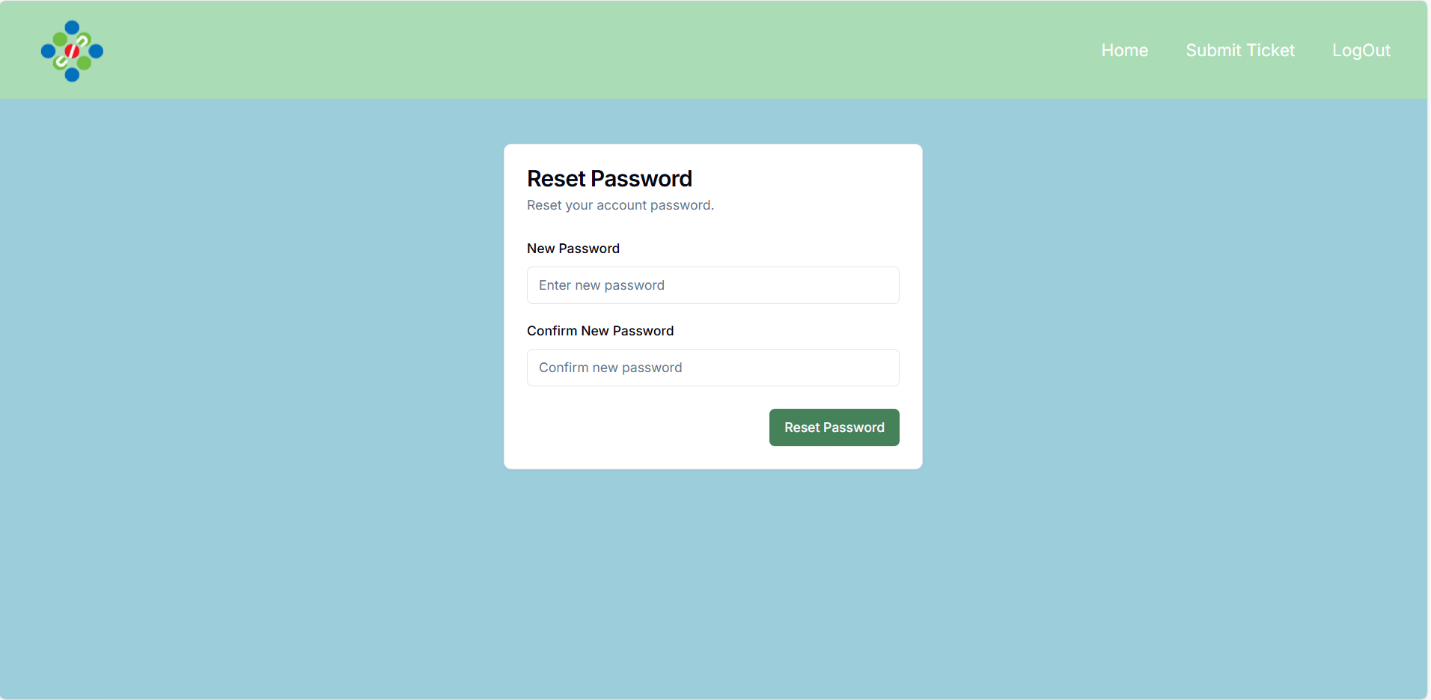 Home Submit Ticket LogOut
Reset Password
Reset your account password.
New Password
Enter new password
Confirm New Password
Confirm new password
Reset Password